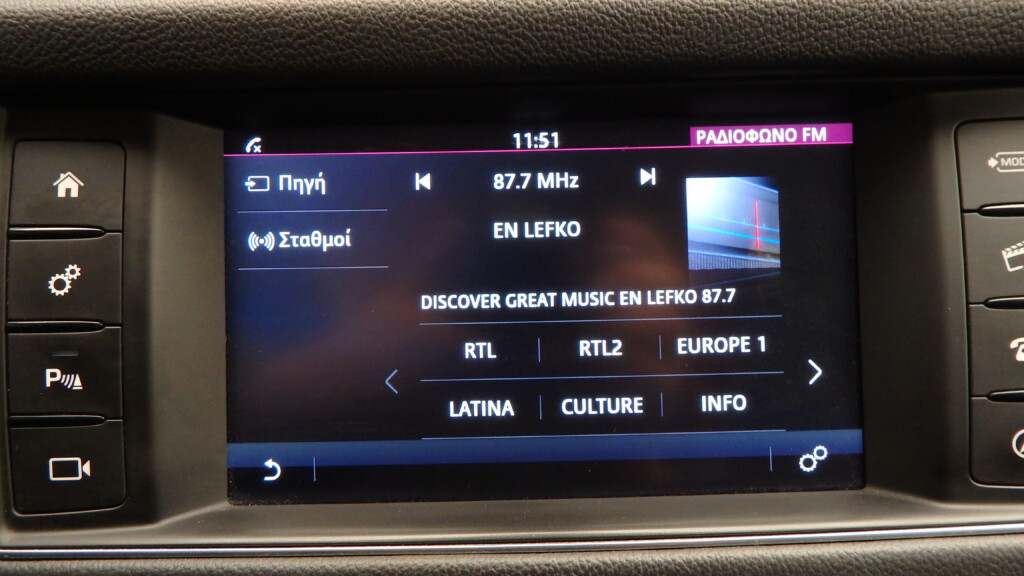 11:51
ΡΑΔΙΟΦΩΝΟ FM
Πηγή
87.7 MHz
Σταθμοί
EN LEFKO
DISCOVER GREAT MUSIC EN LEFKO 87.7
RTL RTL2 EUROPE 1
LATINA CULTURE INFO
P